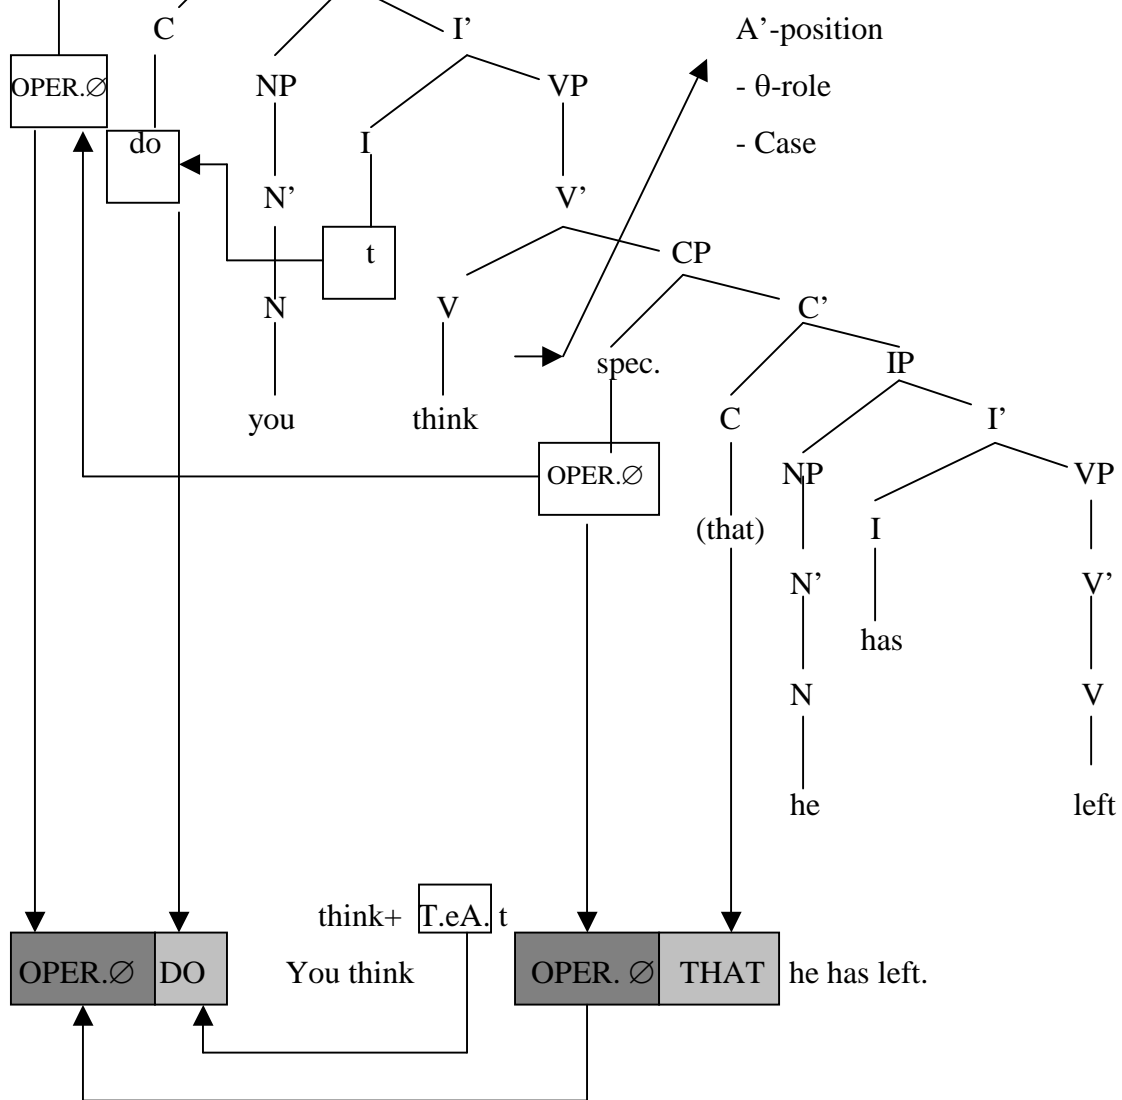 C I' A’-position
OPER.∅ NP VP - θ-role
do I - Case
N’ V’
t CP
N V C’
spec. IP
you think C I’
OPER.∅ NP VP
(that) I
N’ V’
has
N V
he left
think+ T.eA. t
OPER.∅ DO You think OPER. ∅ THAT he has left.